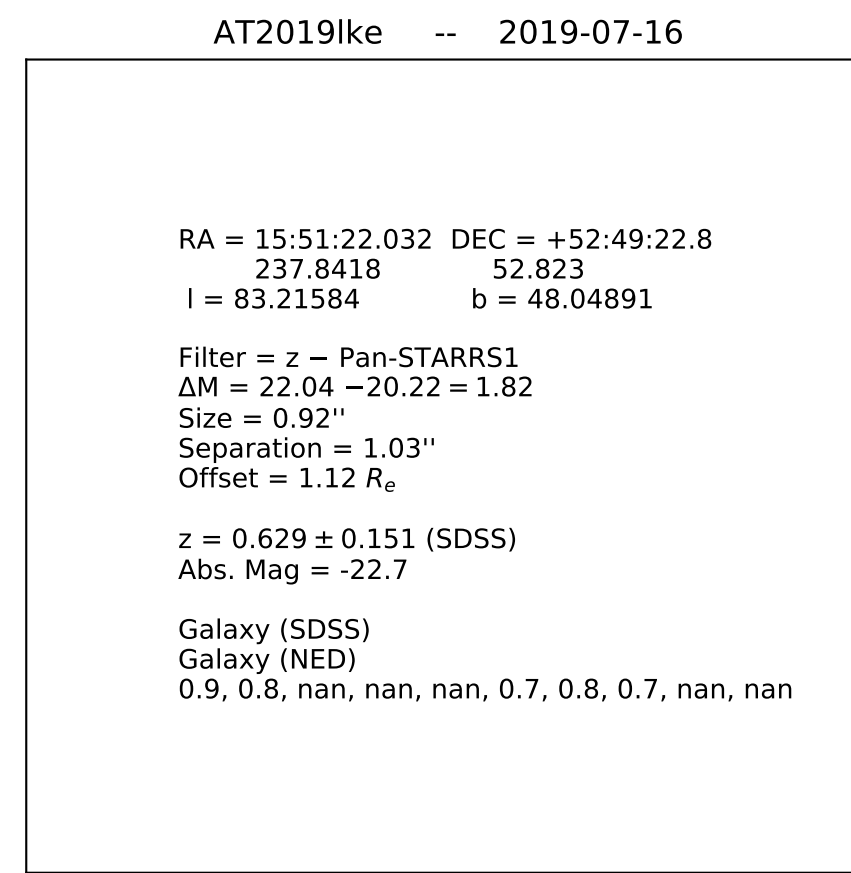 AT2019lke -- 2019-07-16
RA = 15:51:22.032 DEC = +52:49:22.8
237.8418 52.823
l = 83.21584 b = 48.04891
Filter = z − Pan-STARRS1
ΔM = 22.04 −20.22 = 1.82
Size = 0.92''
Separation = 1.03''
Offset = 1.12 Rₑ
z = 0.629 ± 0.151 (SDSS)
Abs. Mag = -22.7
Galaxy (SDSS)
Galaxy (NED)
0.9, 0.8, nan, nan, nan, 0.7, 0.8, 0.7, nan, nan